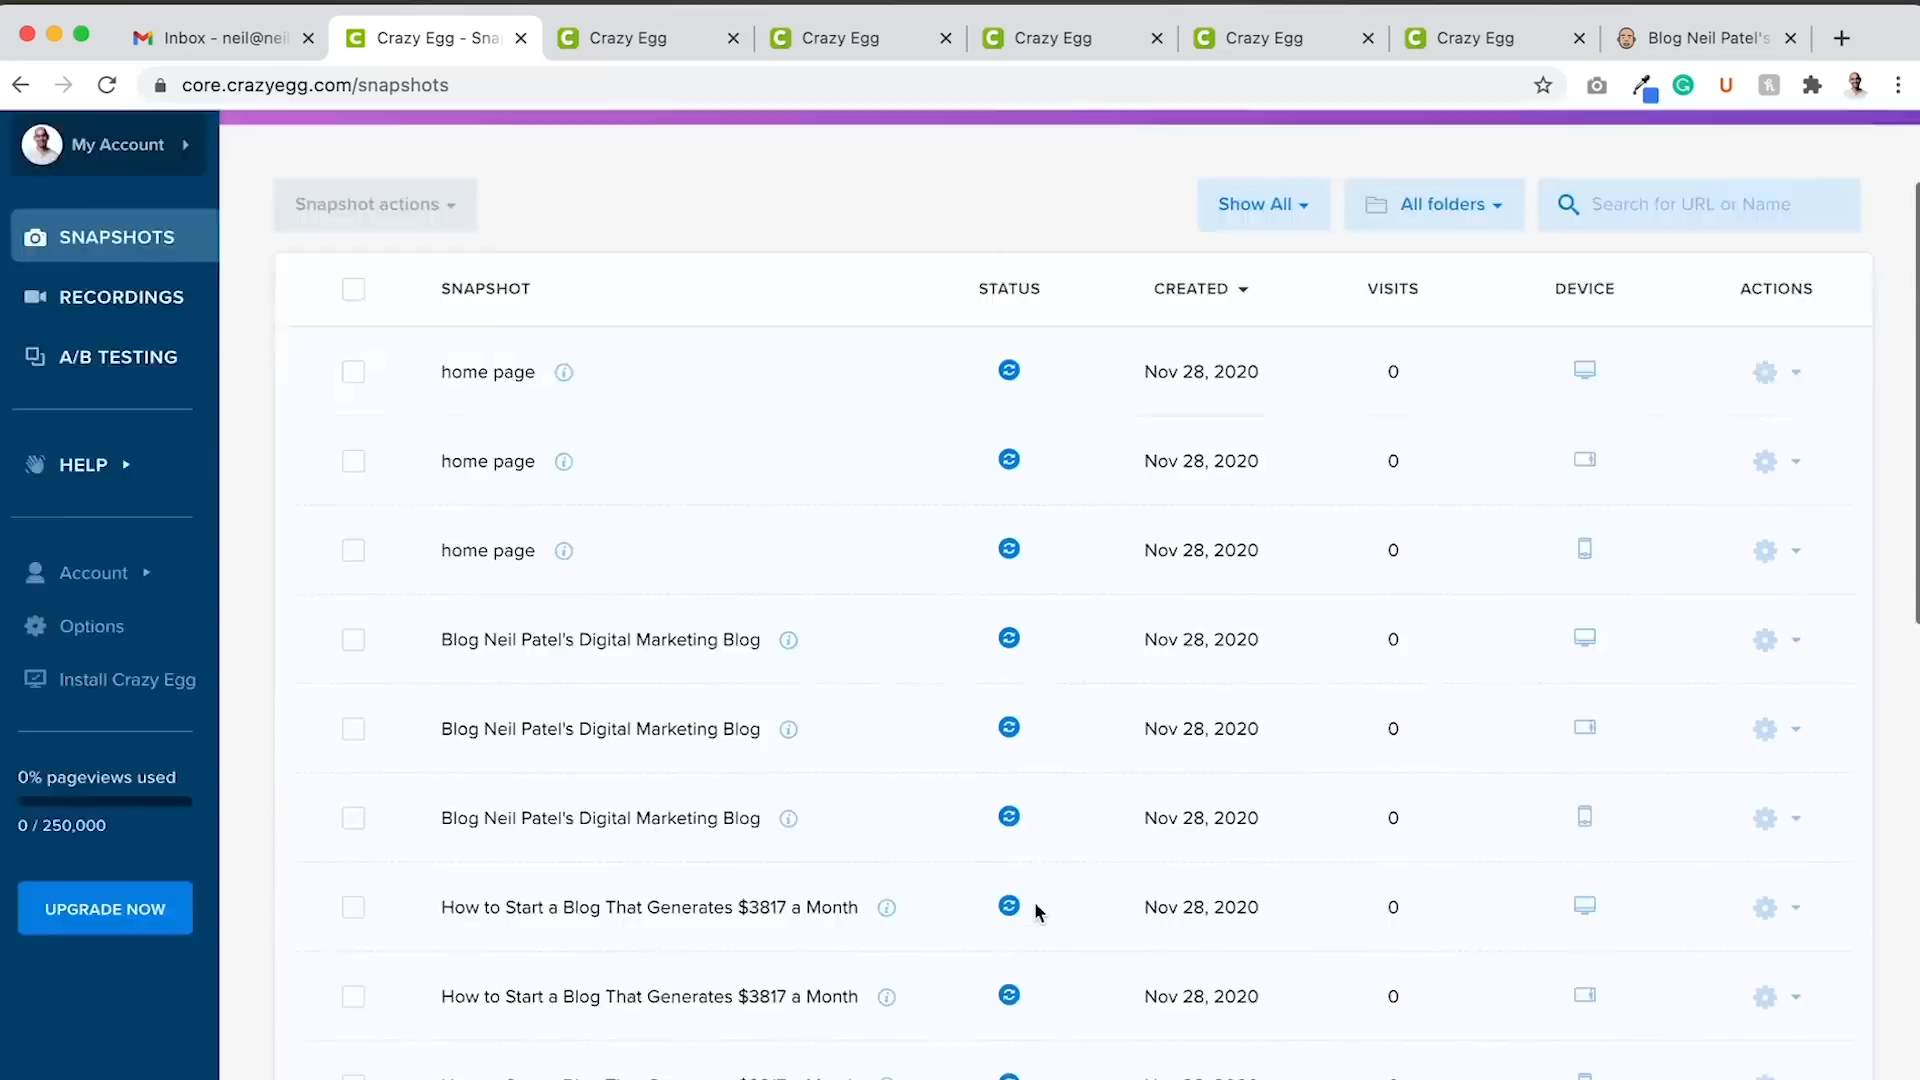 Inbox - neil@nei
Crazy Egg - Sna
Crazy Egg
Crazy Egg
Crazy Egg
Crazy Egg
Crazy Egg
Blog Neil Patel's
core.crazyegg.com/snapshots
My Account
SNAPSHOTS
RECORDINGS
A/B TESTING
HELP
Account
Options
Install Crazy Egg
0% pageviews used
0 / 250,000
UPGRADE NOW
Snapshot actions
Show All
All folders
Search for URL or Name
SNAPSHOT STATUS CREATED VISITS DEVICE ACTIONS
home page Nov 28, 2020 0
home page Nov 28, 2020 0
home page Nov 28, 2020 0
Blog Neil Patel's Digital Marketing Blog Nov 28, 2020 0
Blog Neil Patel's Digital Marketing Blog Nov 28, 2020 0
Blog Neil Patel's Digital Marketing Blog Nov 28, 2020 0
How to Start a Blog That Generates $3817 a Month Nov 28, 2020 0
How to Start a Blog That Generates $3817 a Month Nov 28, 2020 0